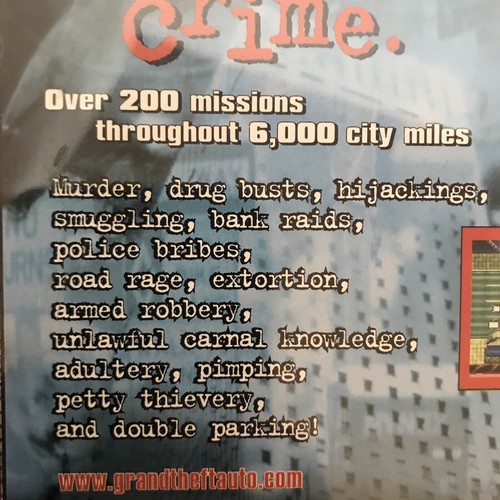 Crime.
Over 200 missions
throughout 6,000 city miles
Murder, drug busts, hijackings,
smuggling, bank raids,
police bribes,
road rage, extortion,
armed robbery,
unlawful carnal knowledge,
adultery, pimping,
petty thievery,
and double parking!
www.grandtheftauto.com